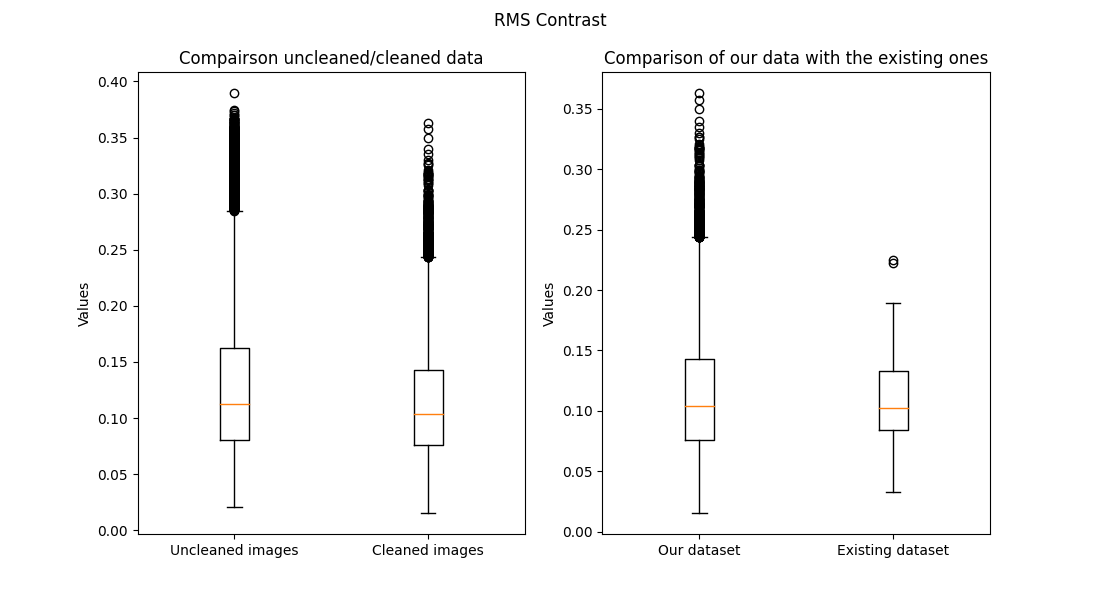 RMS Contrast
Compairson uncleaned/cleaned data
Values
0.40
0.35
0.30
0.25
0.20
0.15
0.10
0.05
0.00
Uncleaned images
Cleaned images
Comparison of our data with the existing ones
Values
0.35
0.30
0.25
0.20
0.15
0.10
0.05
0.00
Our dataset
Existing dataset